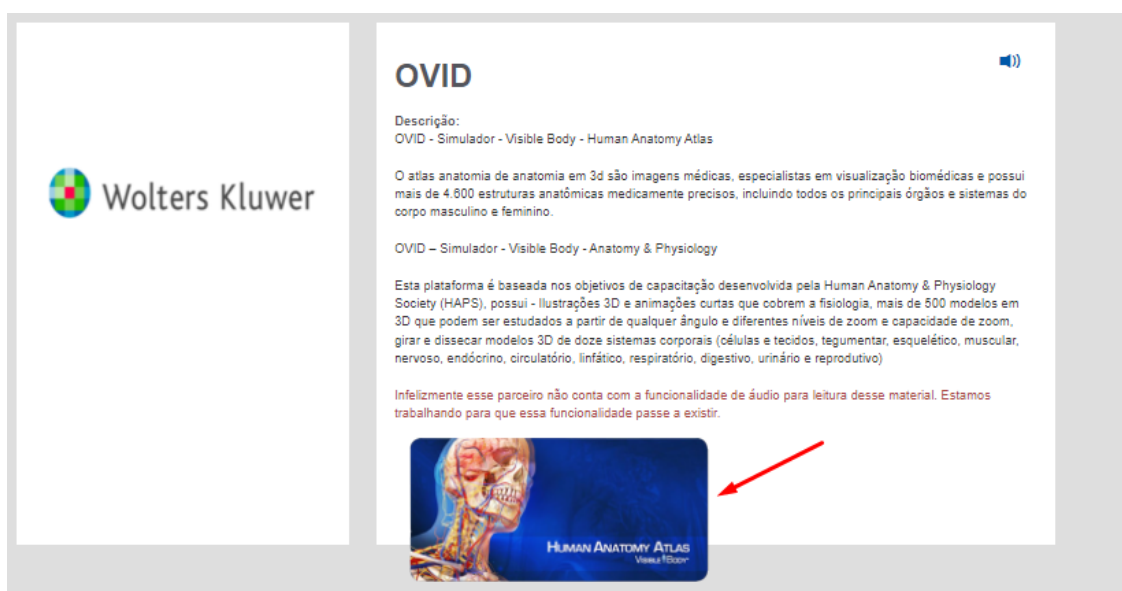 Wolters Kluwer
OVID
Descrição:
OVID - Simulador - Visible Body - Human Anatomy Atlas
O atlas anatomia de anatomia em 3d são imagens médicas, especialistas em visualização biomédicas e possui
mais de 4.600 estruturas anatômicas medicamente precisos, incluindo todos os principais órgãos e sistemas do
corpo masculino e feminino.
OVID – Simulador - Visible Body - Anatomy & Physiology
Esta plataforma é baseada nos objetivos de capacitação desenvolvida pela Human Anatomy & Physiology
Society (HAPS), possui - Ilustrações 3D e animações curtas que cobrem a fisiologia, mais de 500 modelos em
3D que podem ser estudados a partir de qualquer ângulo e diferentes níveis de zoom e capacidade de zoom,
girar e dissecar modelos 3D de doze sistemas corporais (células e tecidos, tegumentar, esquelético, muscular,
nervoso, endócrino, circulatório, linfático, respiratório, digestivo, urinário e reprodutivo)
Infelizmente esse parceiro não conta com a funcionalidade de áudio para leitura desse material. Estamos
trabalhando para que essa funcionalidade passe a existir.
HUMAN ANATOMY ATLAS
VISIBLE BODY